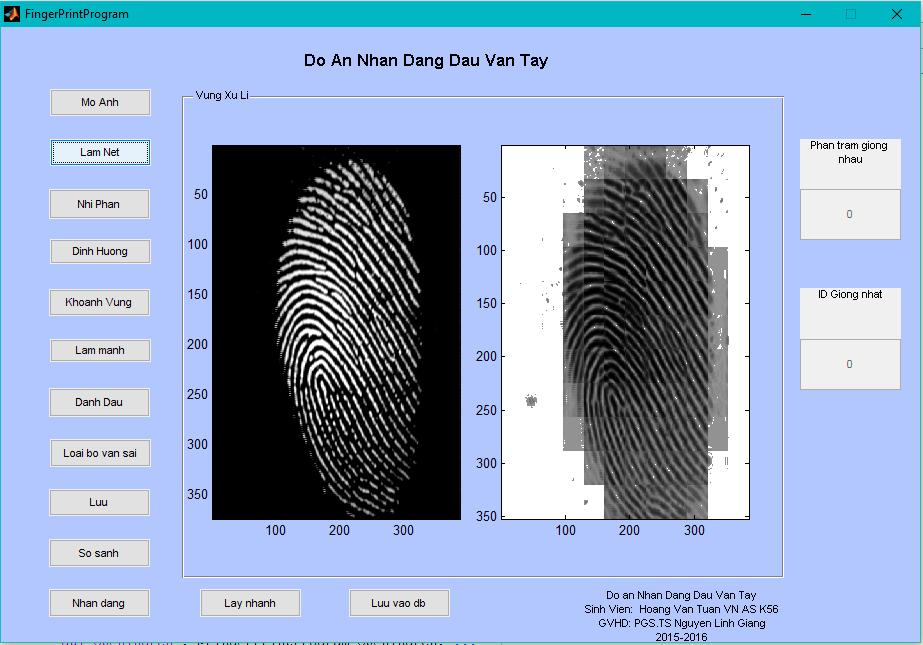 FingerPrintProgram
Do An Nhan Dang Dau Van Tay
Mo Anh
Lam Net
Nhi Phan
Dinh Huong
Khoanh Vung
Lam manh
Danh Dau
Loai bo van sai
Luu
So sanh
Nhan dang
Vung Xu Li
50
100
150
200
250
300
350
100 200 300
50
100
150
200
250
300
350
100 200 300
Phan tram giong
nhau
0
ID Giong nhat
0
Lay nhanh
Luu vao db
Do an Nhan Dang Dau Van Tay
Sinh Vien: Hoang Van Tuan VN AS K56
GVHD: PGS.TS Nguyen Linh Giang
2015-2016